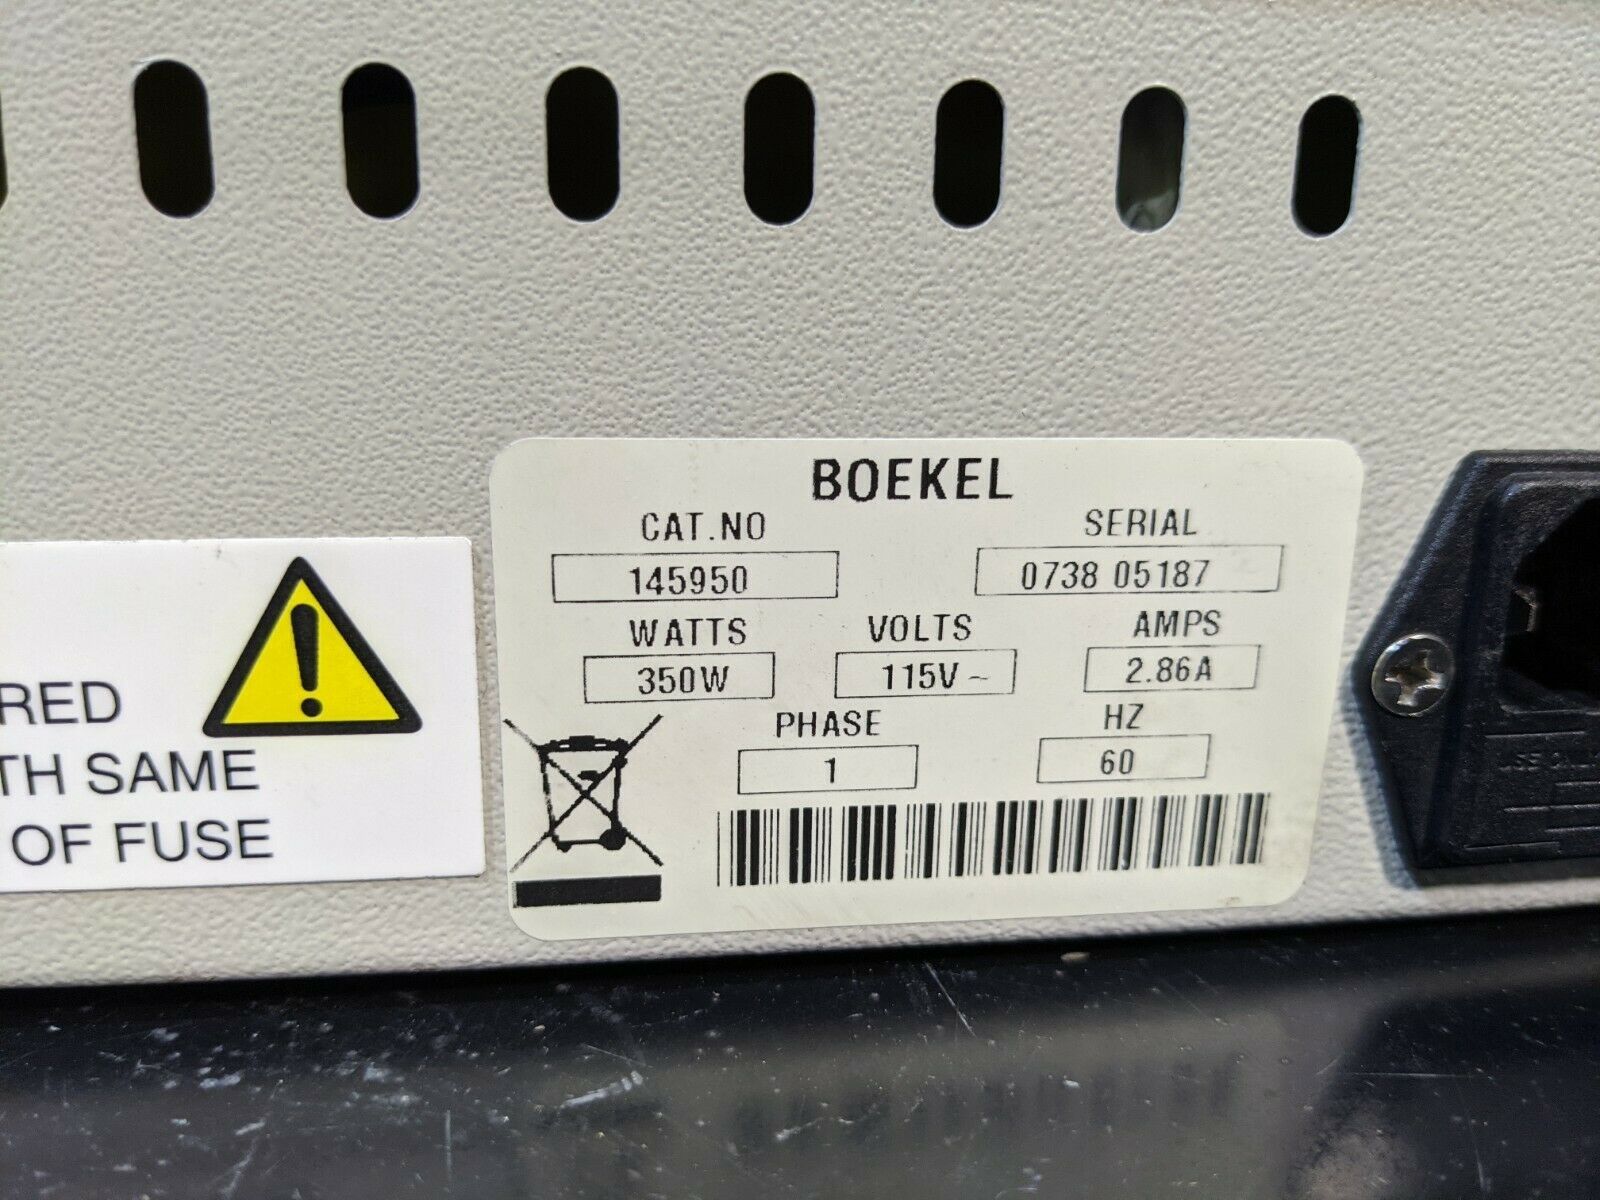 BOEKEL
CAT.NO SERIAL
145950 0738 05187
WATTS VOLTS AMPS
350W 115V ~ 2.86A
PHASE HZ
1 60
RED
TH SAME
OF FUSE